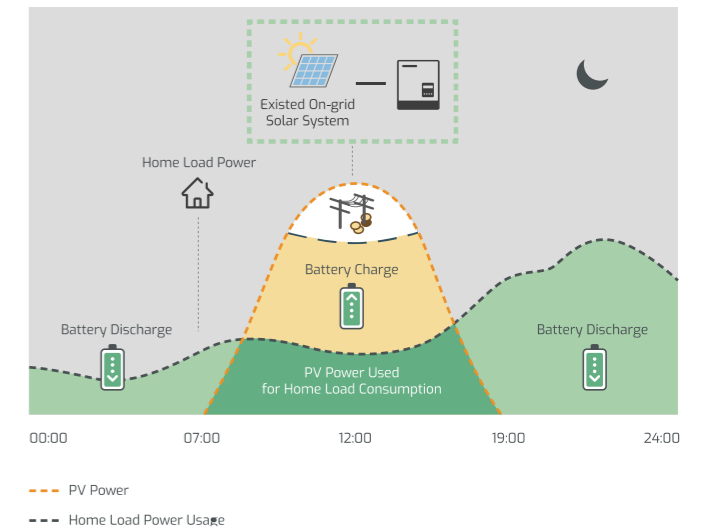 Existed On-grid
Solar System
Home Load Power
Battery Charge
Battery Discharge
Battery Discharge
PV Power Used
for Home Load Consumption
00:00
07:00
12:00
19:00
24:00
PV Power
Home Load Power Usage